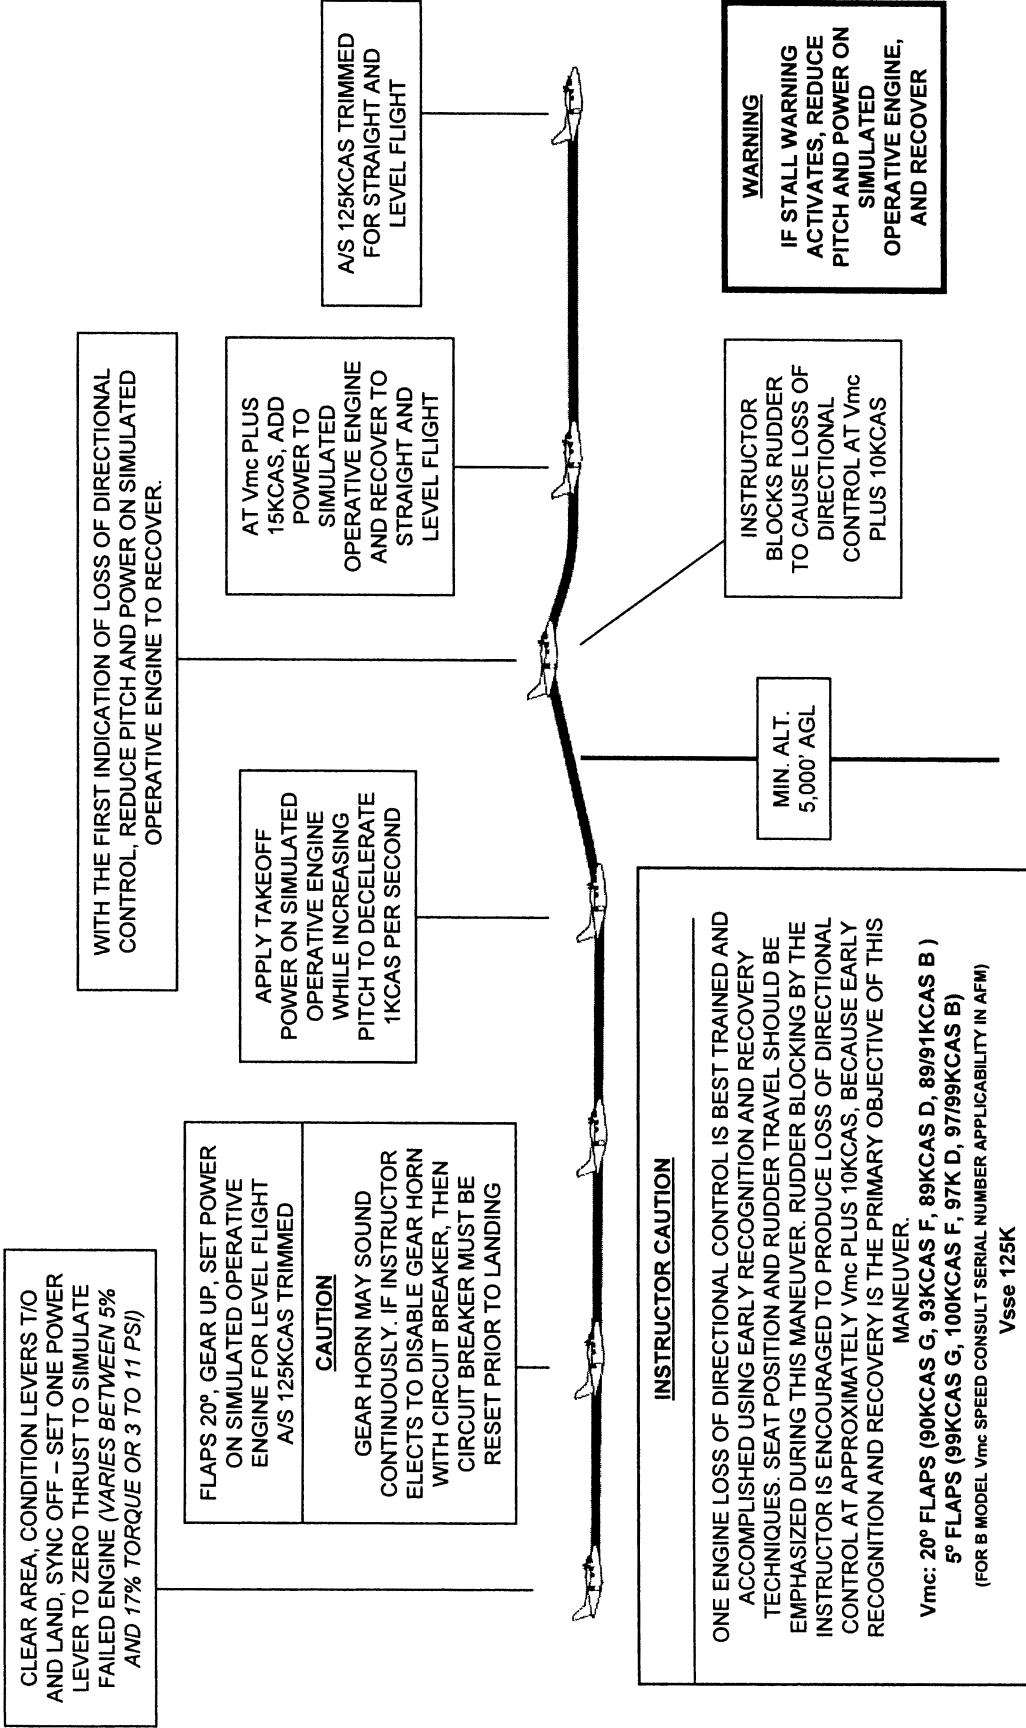 CLEAR AREA, CONDITION LEVERS T/O
AND LAND, SYNC OFF – SET ONE POWER
LEVER TO ZERO THRUST TO SIMULATE
FAILED ENGINE (VARIES BETWEEN 5%
AND 17% TORQUE OR 3 TO 11 PSI)
FLAPS 20º, GEAR UP, SET POWER
ON SIMULATED OPERATIVE
ENGINE FOR LEVEL FLIGHT
A/S 125KCAS TRIMMED
CAUTION
GEAR HORN MAY SOUND
CONTINUOUSLY. IF INSTRUCTOR
ELECTS TO DISABLE GEAR HORN
WITH CIRCUIT BREAKER, THEN
CIRCUIT BREAKER MUST BE
RESET PRIOR TO LANDING
APPLY TAKEOFF
POWER ON SIMULATED
OPERATIVE ENGINE
WHILE INCREASING
PITCH TO DECELERATE
1KCAS PER SECOND
WITH THE FIRST INDICATION OF LOSS OF DIRECTIONAL
CONTROL, REDUCE PITCH AND POWER ON SIMULATED
OPERATIVE ENGINE TO RECOVER.
AT Vmc PLUS
15KCAS, ADD
POWER TO
SIMULATED
OPERATIVE ENGINE
AND RECOVER TO
STRAIGHT AND
LEVEL FLIGHT
A/S 125KCAS TRIMMED
FOR STRAIGHT AND
LEVEL FLIGHT
INSTRUCTOR CAUTION
ONE ENGINE LOSS OF DIRECTIONAL CONTROL IS BEST TRAINED AND
ACCOMPLISHED USING EARLY RECOGNITION AND RECOVERY
TECHNIQUES. SEAT POSITION AND RUDDER TRAVEL SHOULD BE
EMPHASIZED DURING THIS MANEUVER. RUDDER BLOCKING BY THE
INSTRUCTOR IS ENCOURAGED TO PRODUCE LOSS OF DIRECTIONAL
CONTROL AT APPROXIMATELY Vmc PLUS 10KCAS, BECAUSE EARLY
RECOGNITION AND RECOVERY IS THE PRIMARY OBJECTIVE OF THIS
MANEUVER.
Vmc: 20º FLAPS (90KCAS G, 93KCAS F, 89KCAS D, 89/91KCAS B )
5º FLAPS (99KCAS G, 100KCAS F, 97K D, 97/99KCAS B)
(FOR B MODEL Vmc SPEED CONSULT SERIAL NUMBER APPLICABILITY IN AFM)
Vsse 125K
MIN. ALT.
5,000' AGL
INSTRUCTOR
BLOCKS RUDDER
TO CAUSE LOSS OF
DIRECTIONAL
CONTROL AT Vmc
PLUS 10KCAS
WARNING
IF STALL WARNING
ACTIVATES, REDUCE
PITCH AND POWER ON
SIMULATED
OPERATIVE ENGINE,
AND RECOVER